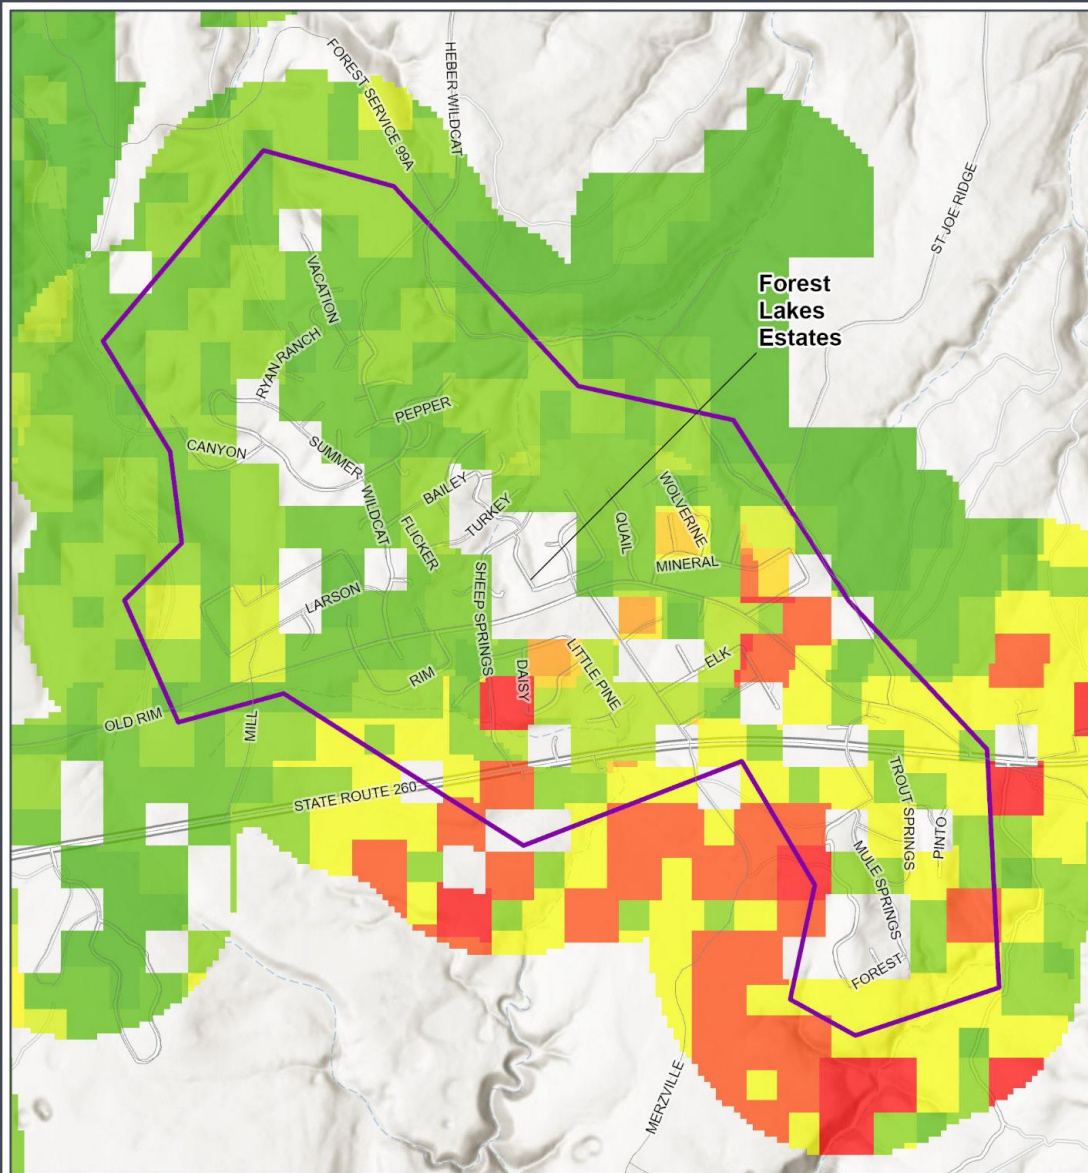 FOREST SERVICE 99A
HEBER WILDCAT
ST JOE RIDGE
Forest
Lakes
Estates
VACATION
RYAN RANCH
PEPPER
CANYON
SUMMER
WILDCAT
BAILEY
TURKEY
FLICKER
QUAIL
WOLVERINE
MINERAL
LARSON
SHEEP SPRINGS
DAISY
LITTLE PINE
ELK
RIM
OLD RIM
MILL
STATE ROUTE 260
TROUT SPRINGS
PINTO
MULE SPRINGS
FOREST
MERZVILLE